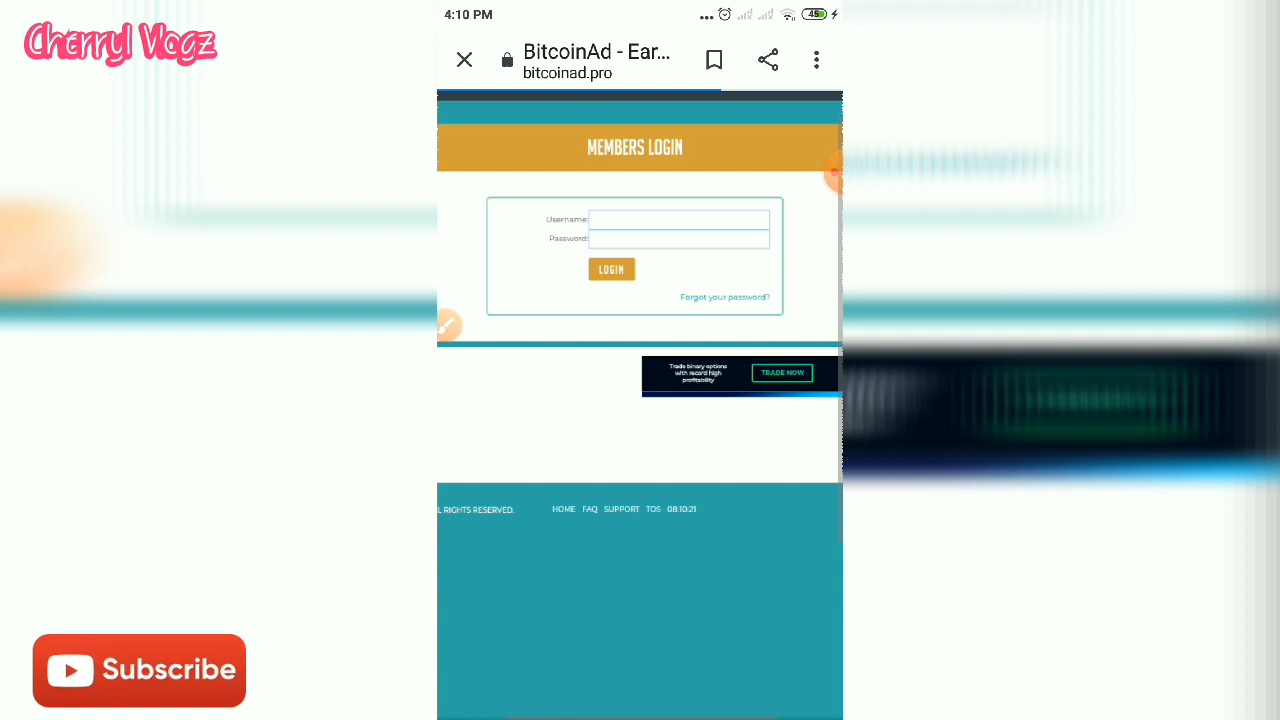 Cherryl Vlogz
4:10 PM
45
BitcoinAd - Ear...
bitcoinad.pro
MEMBERS LOGIN
Username:
Password:
LOGIN
Forgot your password?
Trade binary options
with record high
profitability
TRADE NOW
L RIGHTS RESERVED.
HOME FAQ SUPPORT TOS 08:10:21
Subscribe